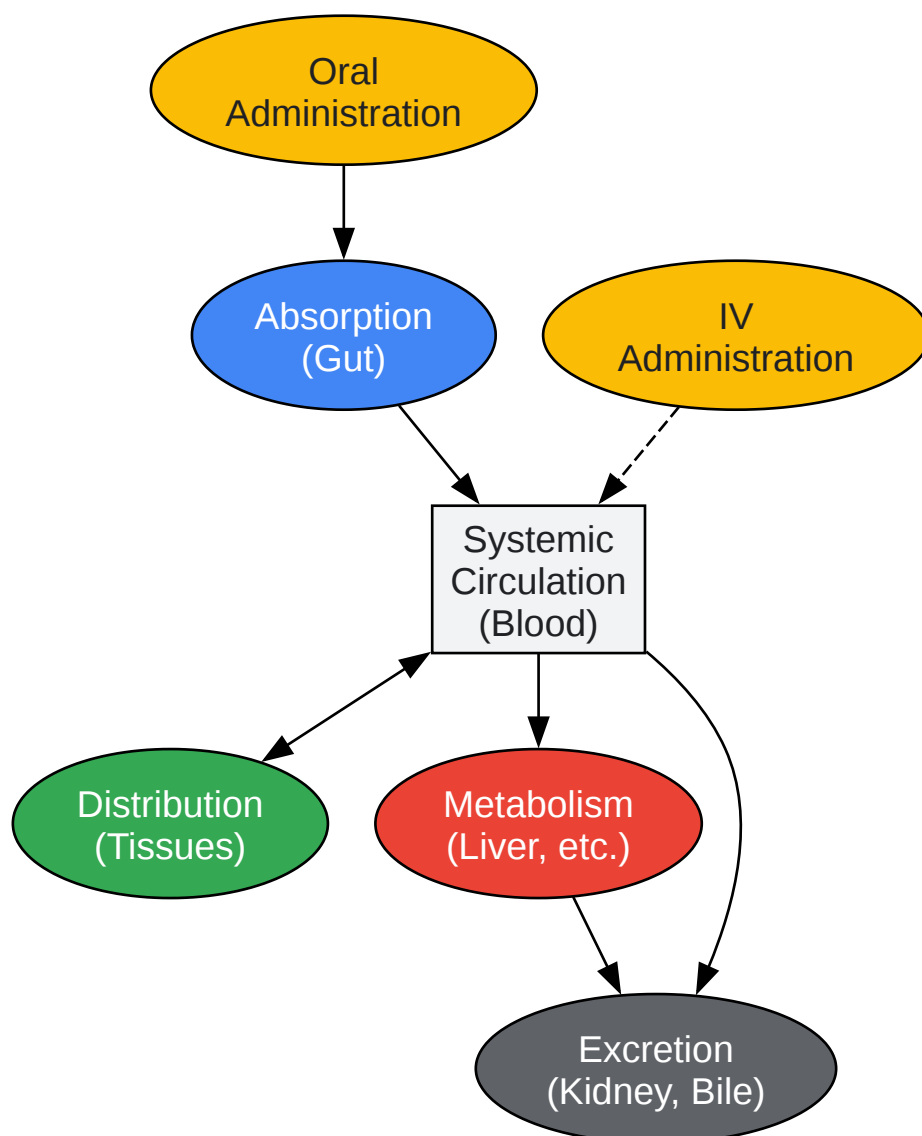 Oral
Administration
Absorption
(Gut)
IV
Administration
Systemic
Circulation
(Blood)
Distribution
(Tissues)
Metabolism
(Liver, etc.)
Excretion
(Kidney, Bile)